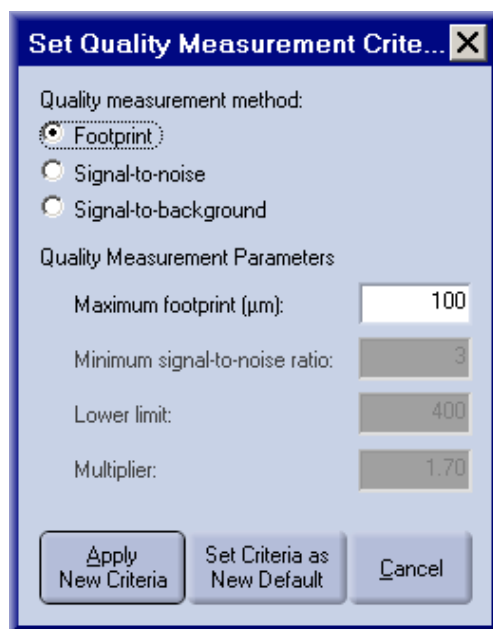 Set Quality Measurement Crite...
Quality measurement method:
Footprint
Signal-to-noise
Signal-to-background
Quality Measurement Parameters
Maximum footprint (µm): 100
Minimum signal-to-noise ratio: 3
Lower limit: 400
Multiplier: 1.70
Apply
New Criteria
Set Criteria as
New Default
Cancel